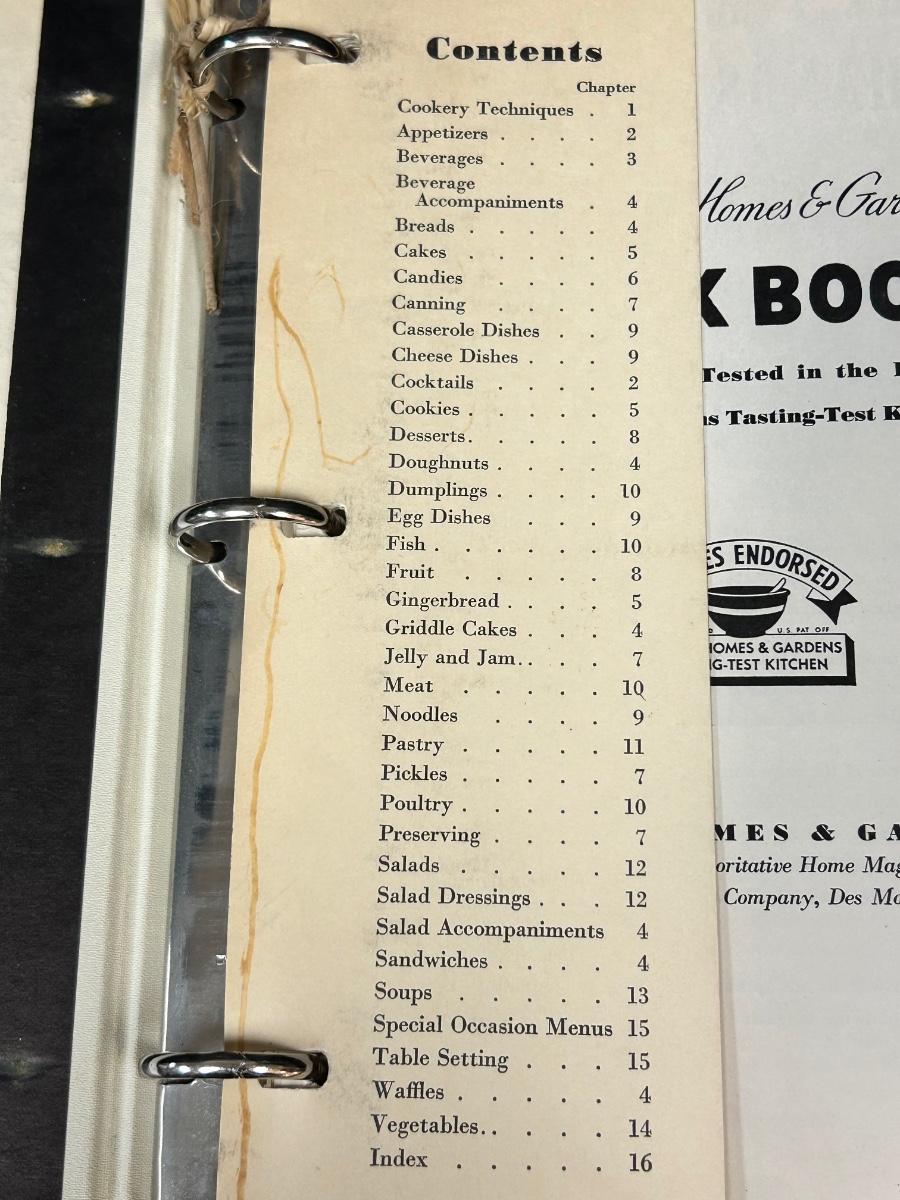 Contents
Chapter
Cookery Techniques . 1
Appetizers . . . . 2
Beverages . . . . 3
Beverage
Accompaniments . 4
Breads . . . . . 4
Cakes . . . . . 5
Candies . . . . 6
Canning . . . . 7
Casserole Dishes . . 9
Cheese Dishes . . . 9
Cocktails . . . . 2
Cookies . . . . . 5
Desserts. . . . . 8
Doughnuts . . . . 4
Dumplings . . . . 10
Egg Dishes . . . 9
Fish . . . . . . 10
Fruit . . . . . 8
Gingerbread . . . . 5
Griddle Cakes . . . 4
Jelly and Jam. . . . 7
Meat . . . . . 10
Noodles . . . . 9
Pastry . . . . . 11
Pickles . . . . . 7
Poultry . . . . . 10
Preserving . . . . 7
Salads . . . . . 12
Salad Dressings . . . 12
Salad Accompaniments 4
Sandwiches . . . . 4
Soups . . . . . 13
Special Occasion Menus 15
Table Setting . . . 15
Waffles . . . . . 4
Vegetables. . . . . 14
Index . . . . . 16
Homes &
K BOO
Tested in the
Tasting-Test
ENDORSED
U.S. PAT OFF
HOMES & GARDENS
G-TEST KITCHEN
MES & GA
oritative Home Mag
Company, Des Mo